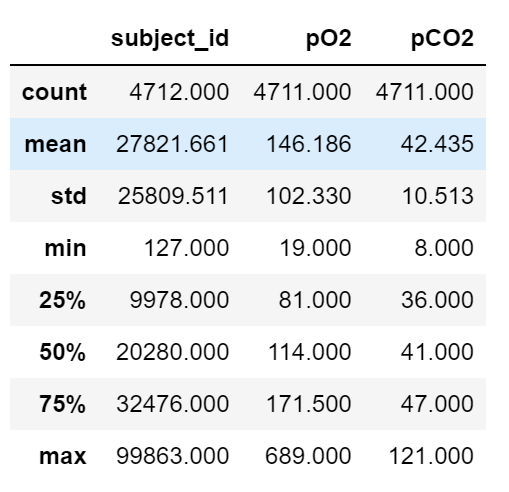 subject_id pO2 pCO2
count 4712.000 4711.000 4711.000
mean 27821.661 146.186 42.435
std 25809.511 102.330 10.513
min 127.000 19.000 8.000
25% 9978.000 81.000 36.000
50% 20280.000 114.000 41.000
75% 32476.000 171.500 47.000
max 99863.000 689.000 121.000